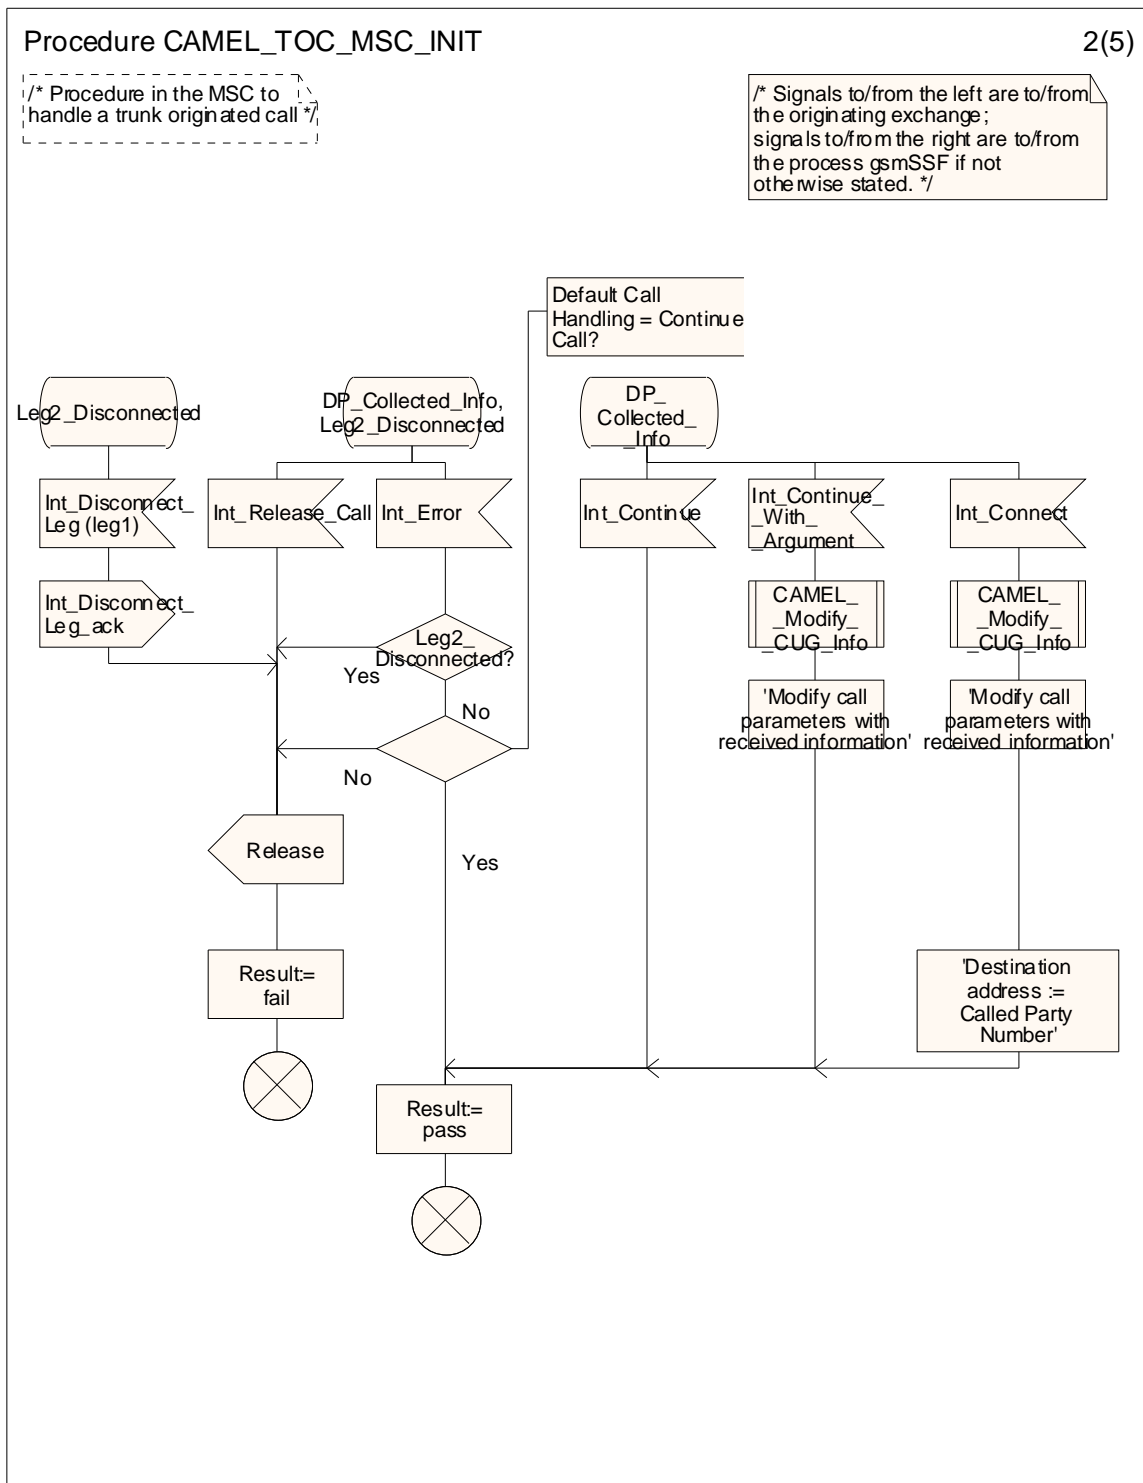 Procedure CAMEL_TOC_MSC_INIT
2(5)
/* Procedure in the MSC to
handle a trunk originated call */
/* Signals to/from the left are to/from
the originating exchange;
signals to/from the right are to/from
the process gsmSSF if not
otherwise stated. */
Default Call
Handling = Continue
Call?
Leg2_Disconnected
DP_Collected_Info,
Leg2_Disconnected
DP_
Collected_
_Info
Int_Disconnect_
Leg (leg1)
Int_Release_Call
Int_Error
Int_Continue
Int_Continue_
_With_
_Argument
Int_Connect
Int_Disconnect_
Leg_ack
Leg2_
Disconnected?
CAMEL_
_Modify_
_CUG_Info
CAMEL_
_Modify_
_CUG_Info
Yes
No
'Modify call
parameters with
received information'
'Modify call
parameters with
received information'
No
Yes
Release
Result:=
fail
'Destination
address :=
Called Party
Number'
Result:=
pass